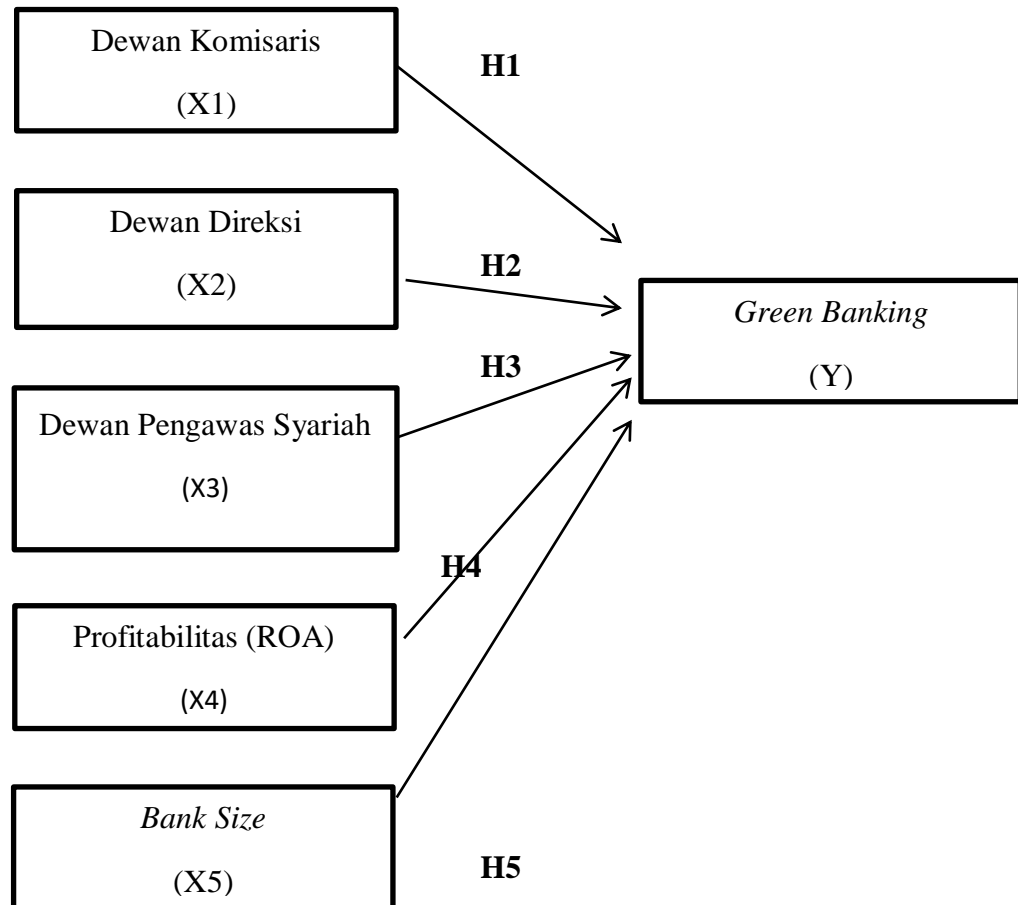 Dewan Komisaris
(X1)
H1
Dewan Direksi
(X2)
H2
Green Banking
(Y)
Dewan Pengawas Syariah
(X3)
H3
H4
Profitabilitas (ROA)
(X4)
Bank Size
(X5)
H5